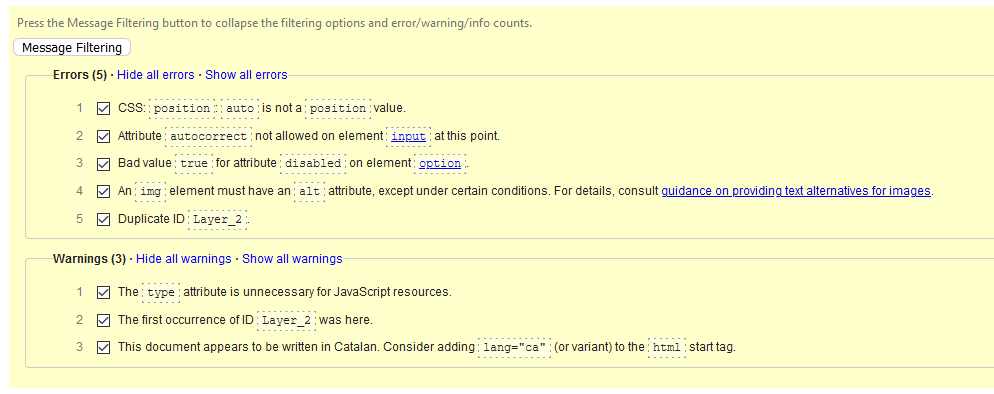 Press the Message Filtering button to collapse the filtering options and error/warning/info counts.
Message Filtering
Errors (5) · Hide all errors · Show all errors
1 CSS: position: auto is not a position value.
2 Attribute autocorrect not allowed on element input at this point.
3 Bad value true for attribute disabled on element option.
4 An img element must have an alt attribute, except under certain conditions. For details, consult guidance on providing text alternatives for images.
5 Duplicate ID Layer_2.
Warnings (3) · Hide all warnings · Show all warnings
1 The type attribute is unnecessary for JavaScript resources.
2 The first occurrence of ID Layer_2 was here.
3 This document appears to be written in Catalan. Consider adding lang="ca" (or variant) to the html start tag.